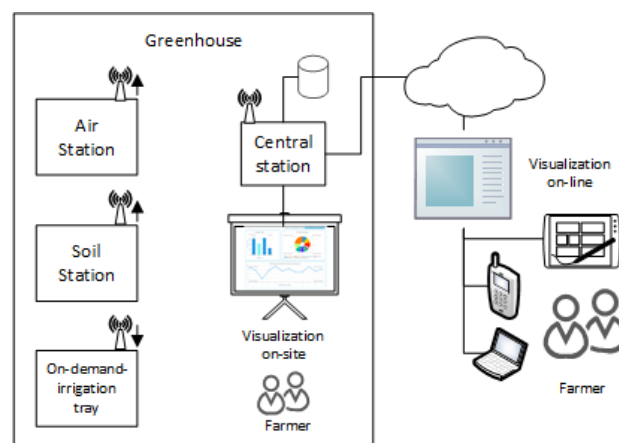 Greenhouse
Air
Station
Central
station
Soil
Station
On-demand-
irrigation
tray
Visualization
on-site
Farmer
Visualization
on-line
Farmer